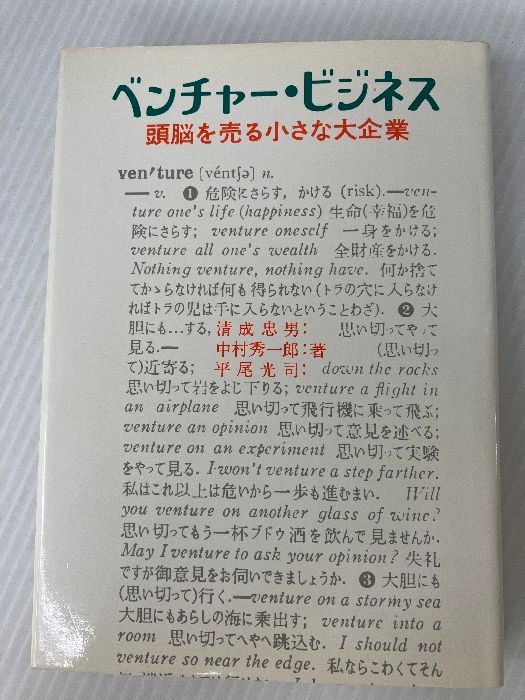 ベンチャー・ビジネス
頭脳を売る小さな大企業
ven′ture [véntʃə] n.
— v. ❶ 危険にさらす, かける (risk).—ven-
ture one's life (happiness) 生命(幸福)を危
険にさらす; venture oneself 一身をかける;
venture all one's wealth 全財産をかける.
Nothing venture, nothing have. 何か捨て
てかゝらなければ何も得られない(トラの穴に入らなけ
ればトラの児は手に入らないということわざ). ❷ 大
胆にも…する, 清成忠男: 思い切ってやって
見る.— 中村秀一郎:著 (思い切っ
て)近寄る; 平尾光司: down the rocks
思い切って岩をよじ下りる; venture a flight in
an airplane 思い切って飛行機に乗って飛ぶ;
venture an opinion 思い切って意見を述べる;
venture on an experiment 思い切って実験
をやって見る. I won't venture a step farther.
私はこれ以上は危いから一歩も進むまい. Will
you venture on another glass of wine?
思い切ってもう一杯ブドウ酒を飲んで見ませんか.
May I venture to ask your opinion? 失礼
ですが御意見をお伺いできましょうか. ❸ 大胆にも
(思い切って)行く.—venture on a stormy sea
大胆にもあらしの海に乗出す; venture into a
room 思い切ってへやへ跳込む. I should not
venture so near the edge. 私ならこわくてそん